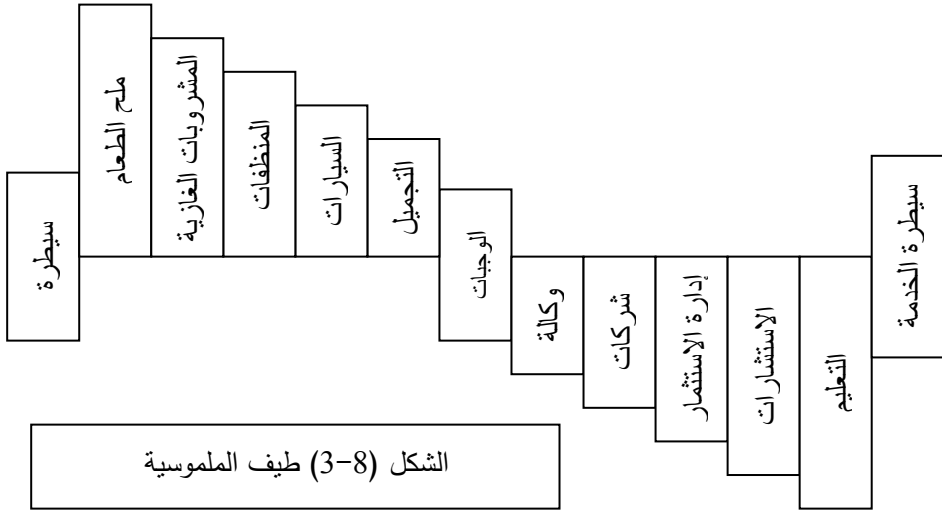 سيطرة
ملح الطعام
المشروبات الغازية
المنظفات
السيارات
التجميل
الوجبات
وكالة
شركات
إدارة الاستثمار
الاستشارات
التعليم
سيطرة الخدمة
الشكل (8-3) طيف الملموسية